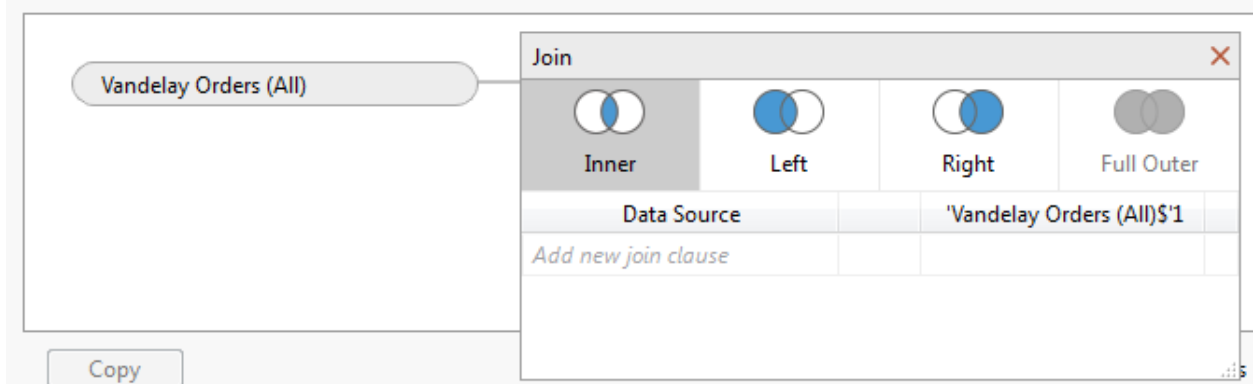 Vandelay Orders (All)
Join
Inner
Left
Right
Full Outer
Data Source
'Vandelay Orders (All)$'1
Add new join clause
Copy
s